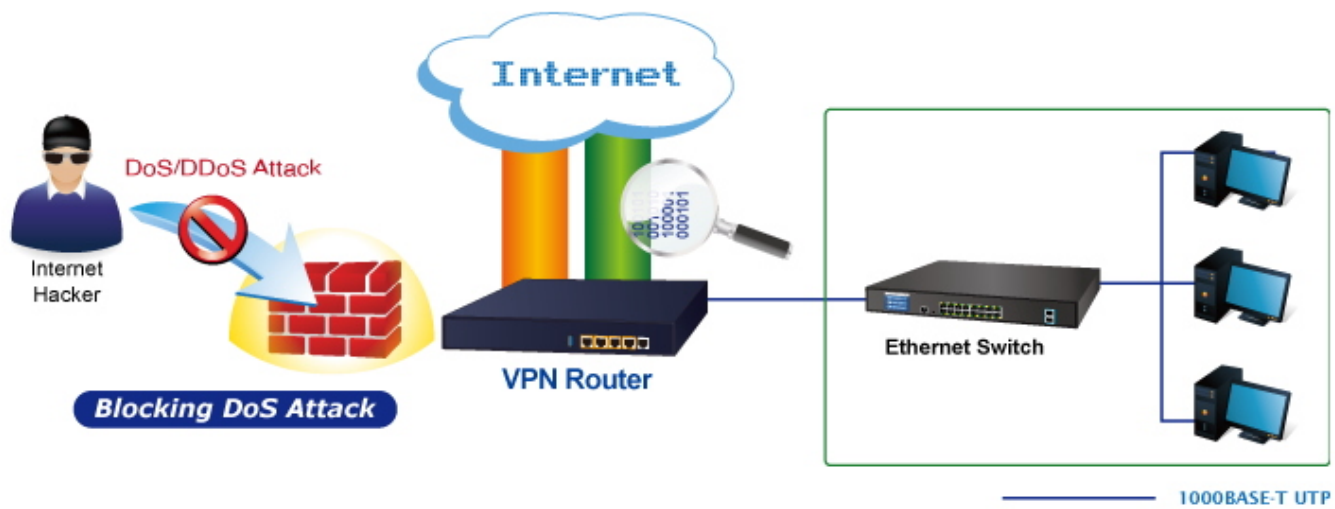 Internet
DoS/DDoS Attack
Internet
Hacker
VPN Router
Ethernet Switch
Blocking DoS Attack
1000BASE-T UTP